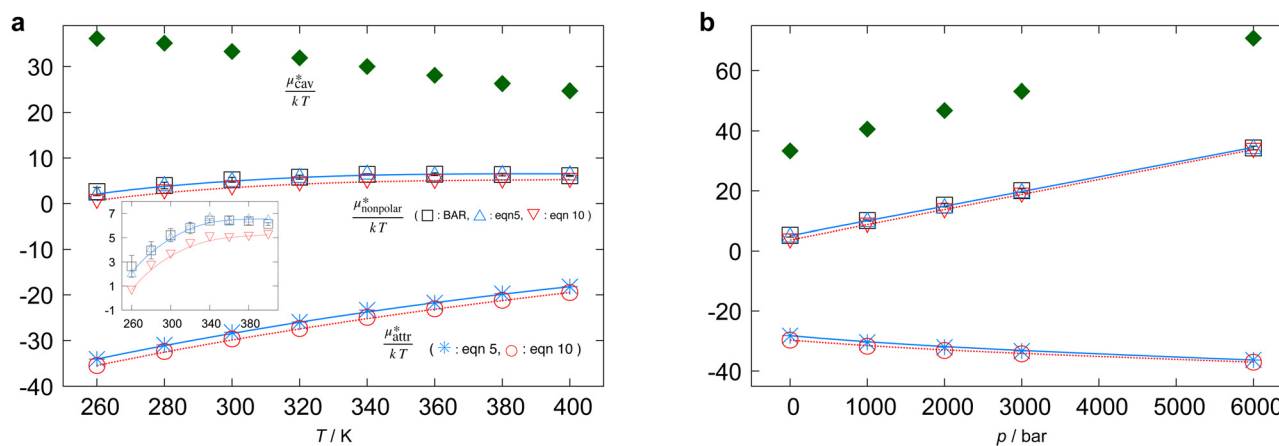 a
30
20
10
0
-10
-20
-30
-40
260 280 300 320 340 360 380 400
T / K
μ*cav
kT
μ*nonpolar
kT
( □ : BAR, △ : eqn5, ▽ : eqn 10 )
7
5
3
1
-1
260 300 340 380
μ*attr
kT
( ✳ : eqn 5, ○ : eqn 10 )
b
60
40
20
0
-20
-40
0 1000 2000 3000 4000 5000 6000
p / bar